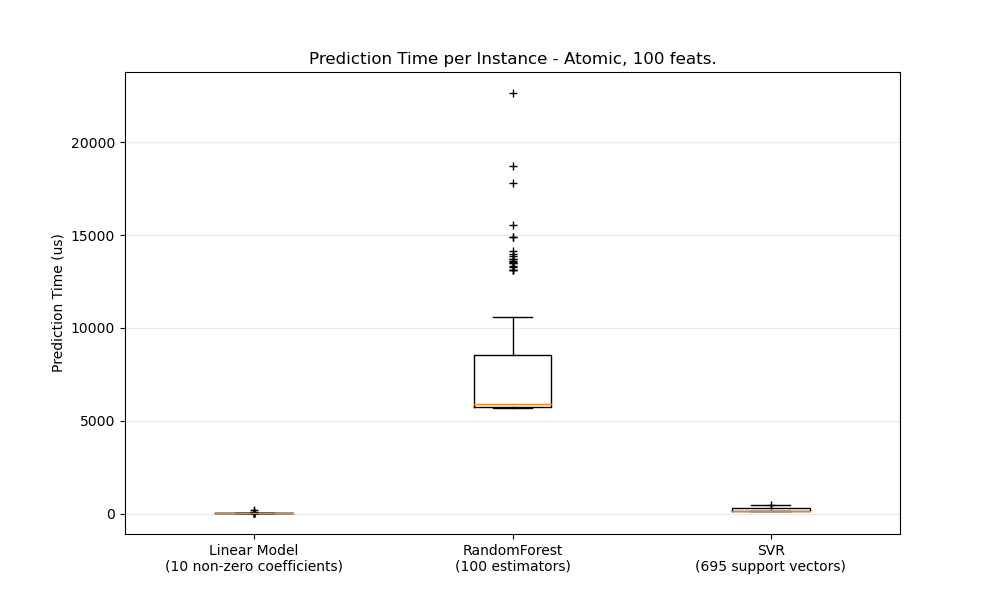 Prediction Time per Instance - Atomic, 100 feats.
Prediction Time (us)
20000
15000
10000
5000
0
Linear Model
(10 non-zero coefficients)
RandomForest
(100 estimators)
SVR
(695 support vectors)